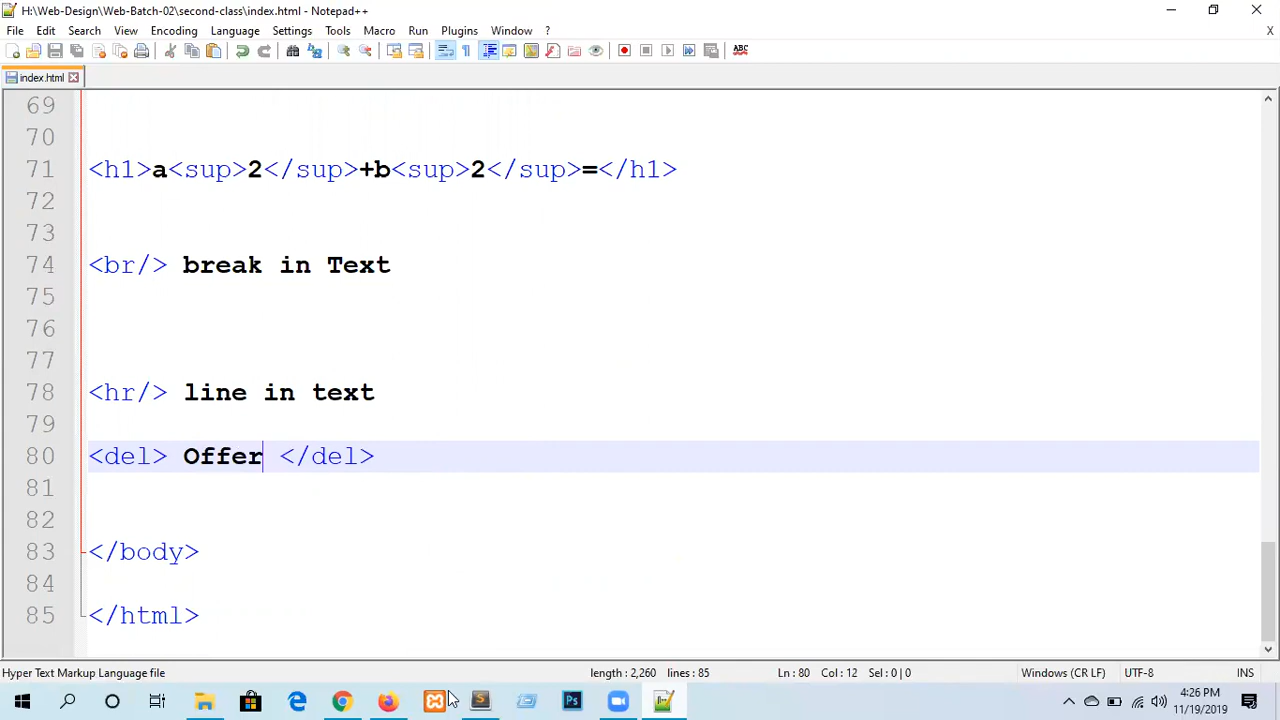 H:\Web-Design\Web-Batch-02\second-class\index.html - Notepad++
File Edit Search View Encoding Language Settings Tools Macro Run Plugins Window ? X
ABC
index.html
69
70
71 <h1>a<sup>2</sup>+b<sup>2</sup>=</h1>
72
73
74 <br/> break in Text
75
76
77
78 <hr/> line in text
79
80 <del> Offer </del>
81
82
83 </body>
84
85 </html>
Hyper Text Markup Language file length : 2,260 lines : 85 Ln : 80 Col : 12 Sel : 0 | 0 Windows (CR LF) UTF-8 INS
Ps
4:26 PM
11/19/2019